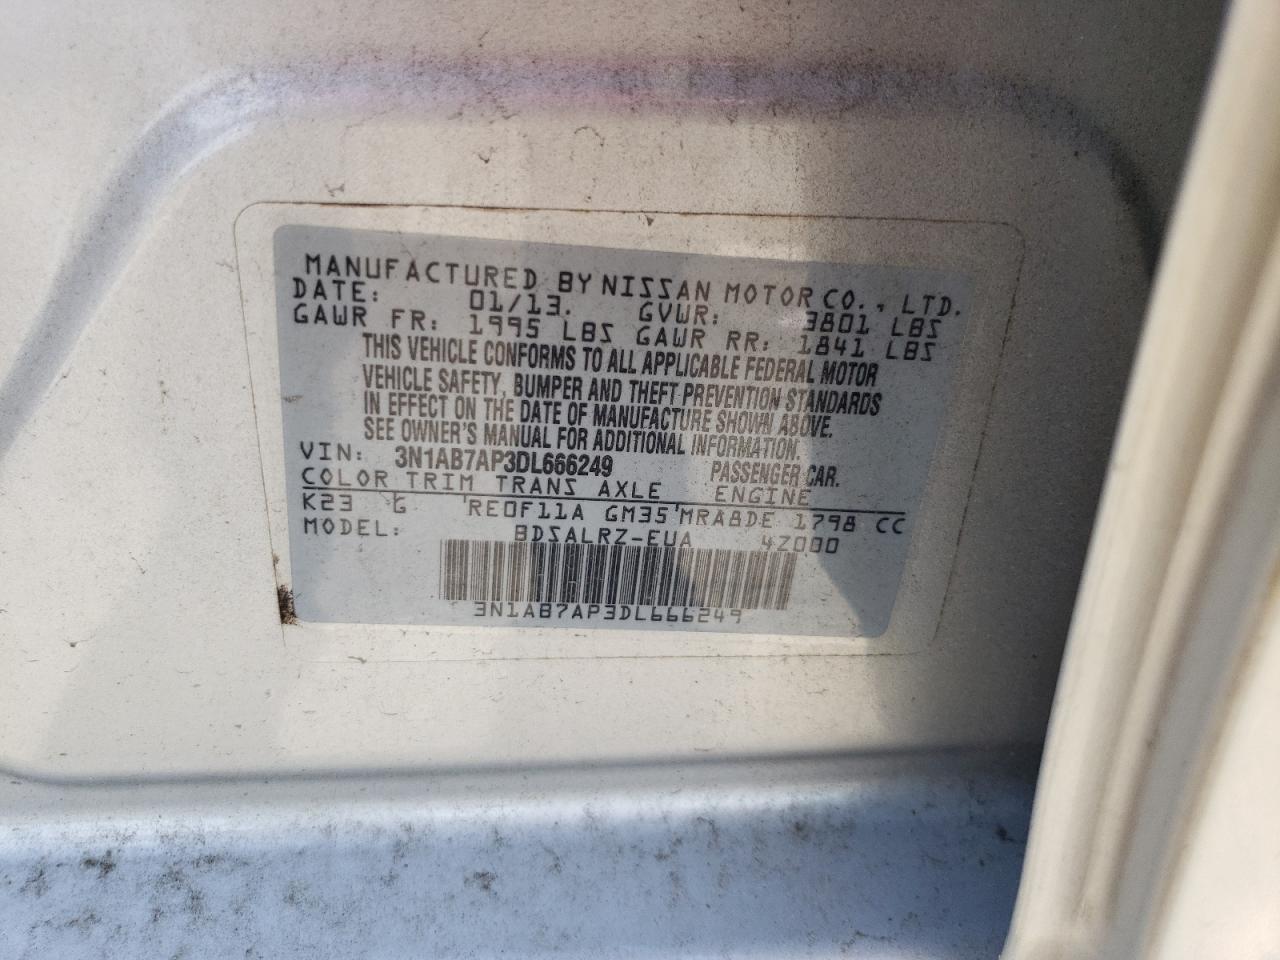 MANUFACTURED BY NISSAN MOTOR CO., LTD.
DATE: 01/13. GVWR: 3801 LBS
GAWR FR: 1995 LBS GAWR RR: 1841 LBS
THIS VEHICLE CONFORMS TO ALL APPLICABLE FEDERAL MOTOR
VEHICLE SAFETY, BUMPER AND THEFT PREVENTION STANDARDS
IN EFFECT ON THE DATE OF MANUFACTURE SHOWN ABOVE.
SEE OWNER'S MANUAL FOR ADDITIONAL INFORMATION.
VIN: 3N1AB7AP3DL666249 PASSENGER CAR.
COLOR TRIM TRANS AXLE ENGINE
K23 G RE0F11A GM35 MRA8DE 1798 CC
MODEL: BDSALRZ-EUA 4Z000
3N1AB7AP3DL666249